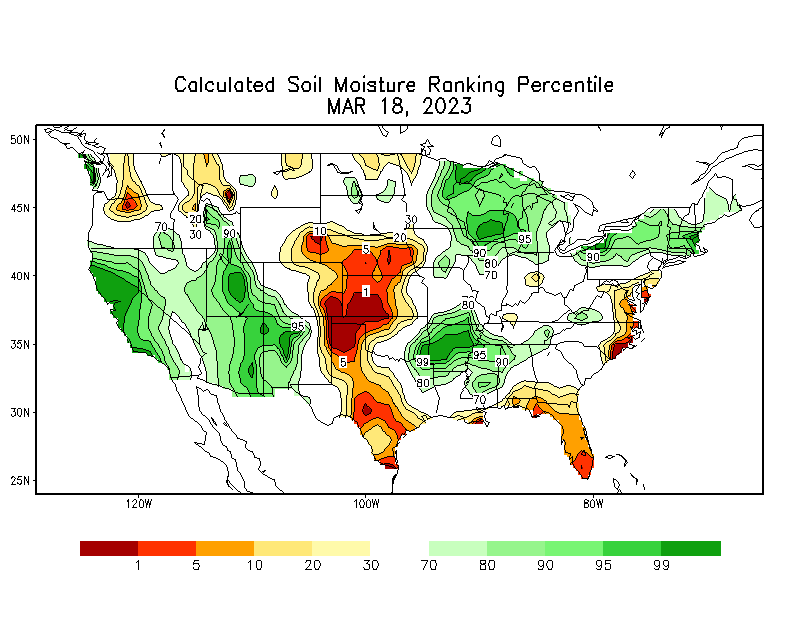 Calculated Soil Moisture Ranking Percentile
MAR 18, 2023
50N
45N
40N
35N
30N
25N
20
30
70
90
10
30
20
5
95
90
80
70
90
1
95
80
5
99
95
90
80
70
120W
100W
80W
1 5 10 20 30 70 80 90 95 99